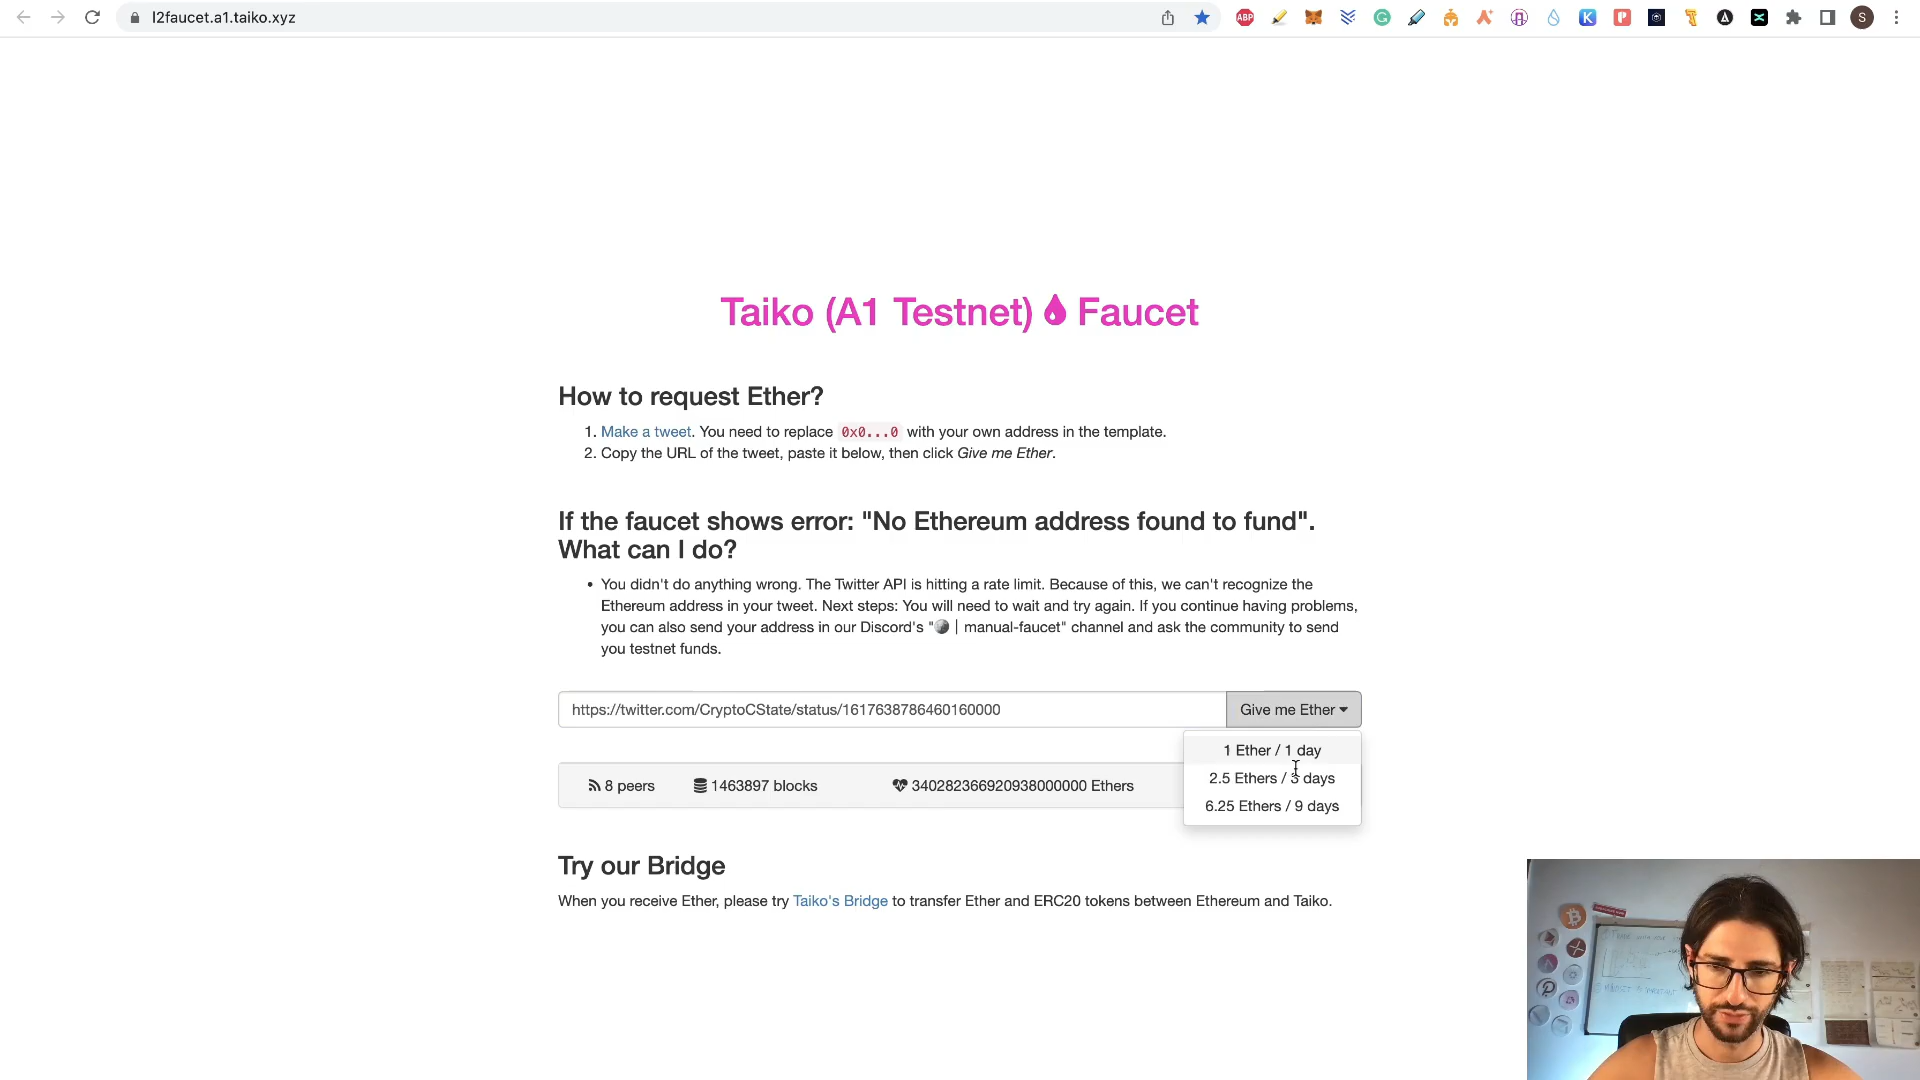 l2faucet.a1.taiko.xyz
ABP
S
Taiko (A1 Testnet) Faucet
How to request Ether?
1. Make a tweet. You need to replace 0x0...0 with your own address in the template.
2. Copy the URL of the tweet, paste it below, then click Give me Ether.
If the faucet shows error: "No Ethereum address found to fund".
What can I do?
• You didn't do anything wrong. The Twitter API is hitting a rate limit. Because of this, we can't recognize the
Ethereum address in your tweet. Next steps: You will need to wait and try again. If you continue having problems,
you can also send your address in our Discord's "🌑 | manual-faucet" channel and ask the community to send
you testnet funds.
https://twitter.com/CryptoCState/status/1617638786460160000
Give me Ether
1 Ether / 1 day
2.5 Ethers / 3 days
6.25 Ethers / 9 days
8 peers 1463897 blocks 340282366920938000000 Ethers
Try our Bridge
When you receive Ether, please try Taiko's Bridge to transfer Ether and ERC20 tokens between Ethereum and Taiko.